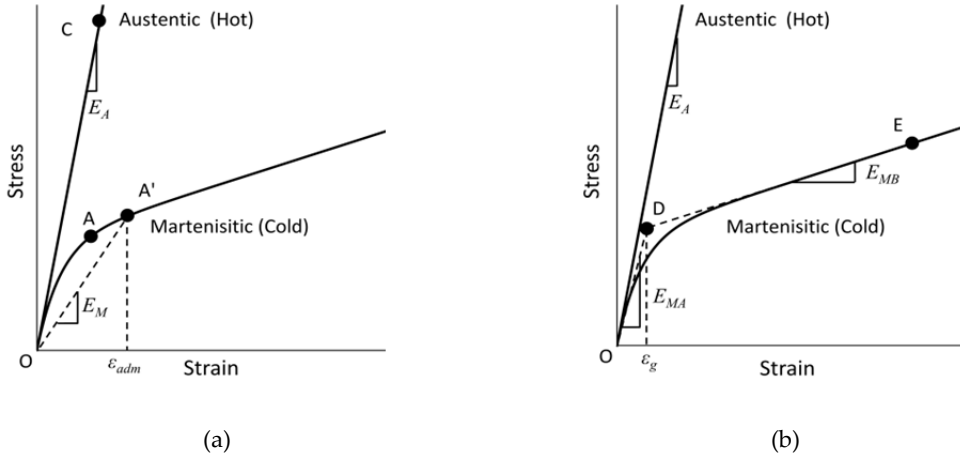 C
Austentic (Hot)
E_A
Stress
A
A'
Martenisitic (Cold)
E_M
O
ε_adm
Strain
(a)
Austentic (Hot)
E_A
E
E_MB
Stress
D
Martenisitic (Cold)
E_MA
O
ε_g
Strain
(b)